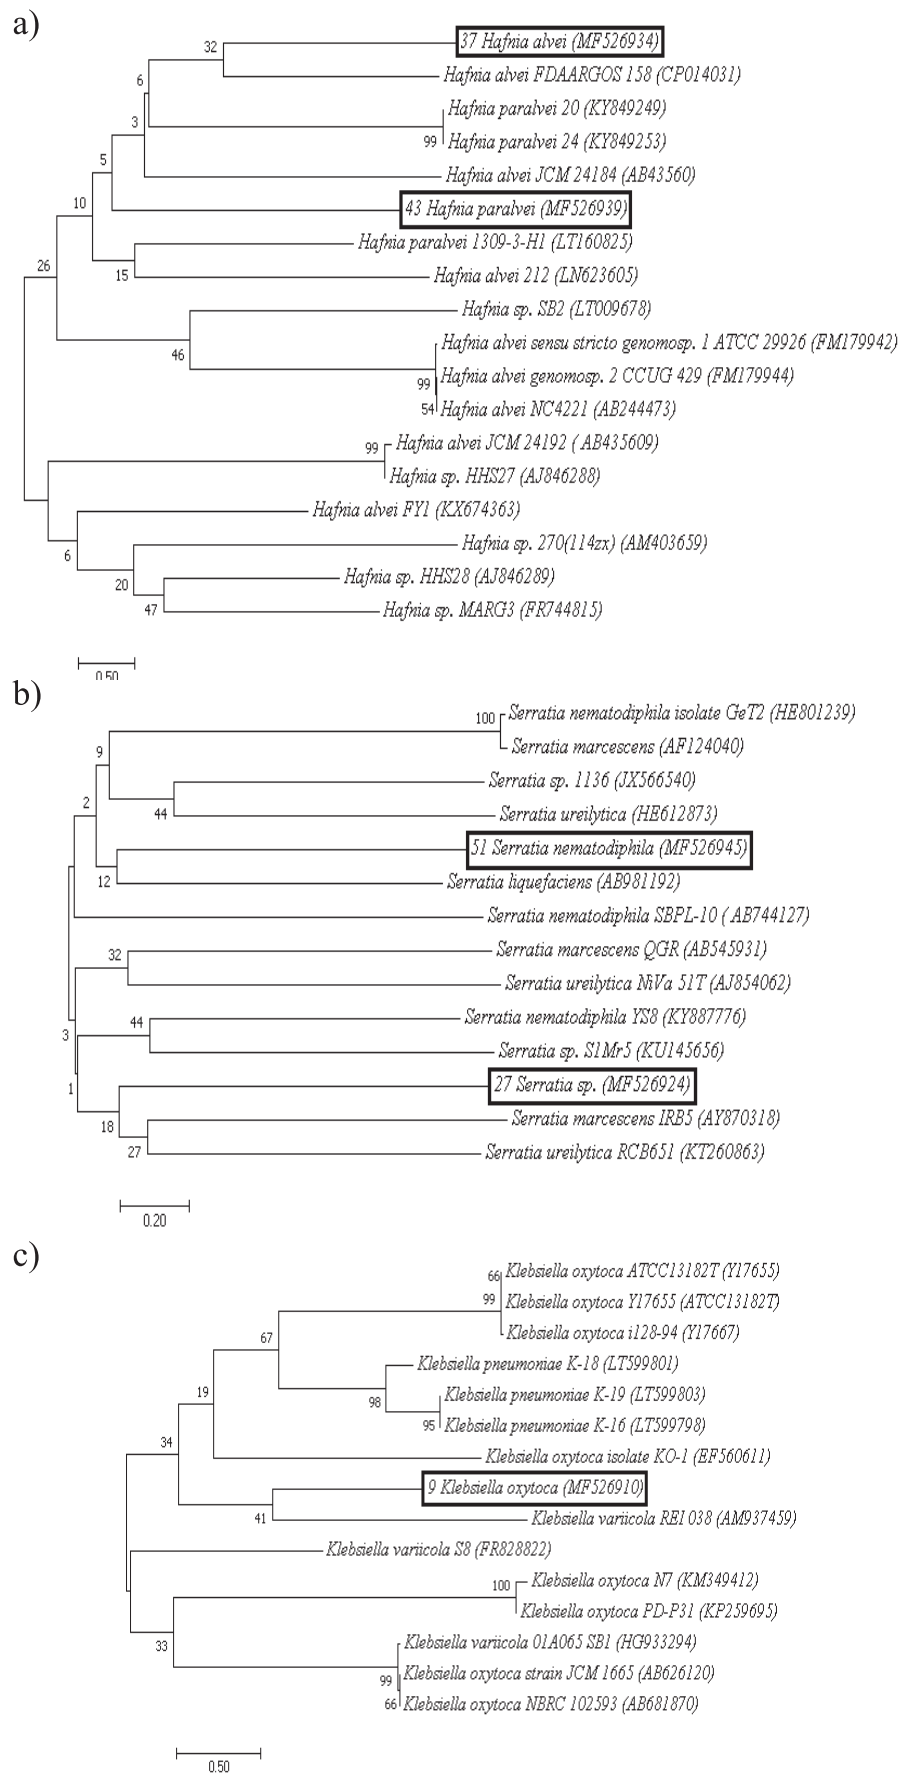 a)
37 Hafnia alvei (MF526934)
32
Hafnia alvei FDAARGOS 158 (CP014031)
6
Hafnia paralvei 20 (KY849249)
3
Hafnia paralvei 24 (KY849253)
99
5
Hafnia alvei JCM 24184 (AB43560)
10
43 Hafnia paralvei (MF526939)
Hafnia paralvei 1309-3-H1 (LT160825)
26
15
Hafnia alvei 212 (LN623605)
Hafnia sp. SB2 (LT009678)
46
Hafnia alvei sensu stricto genomosp. 1 ATCC 29926 (FM179942)
Hafnia alvei genomosp. 2 CCUG 429 (FM179944)
99
54
Hafnia alvei NC4221 (AB244473)
99
Hafnia alvei JCM 24192 ( AB435609)
Hafnia sp. HHS27 (AJ846288)
Hafnia alvei FY1 (KX674363)
6
Hafnia sp. 270(114zx) (AM403659)
20
Hafnia sp. HHS28 (AJ846289)
47
Hafnia sp. MARG3 (FR744815)
0.50
b)
100
Serratia nematodiphila isolate GeT2 (HE801239)
Serratia marcescens (AF124040)
9
Serratia sp. 1136 (JX566540)
2
44
Serratia ureilytica (HE612873)
51 Serratia nematodiphila (MF526945)
12
Serratia liquefaciens (AB981192)
Serratia nematodiphila SBPL-10 ( AB744127)
32
Serratia marcescens QGR (AB545931)
Serratia ureilytica NiVa 51T (AJ854062)
44
Serratia nematodiphila YS8 (KY887776)
3
Serratia sp. S1Mr5 (KU145656)
1
27 Serratia sp. (MF526924)
18
Serratia marcescens IRB5 (AY870318)
27
Serratia ureilytica RCB651 (KT260863)
0.20
c)
66
Klebsiella oxytoca ATCC13182T (Y17655)
99
Klebsiella oxytoca Y17655 (ATCC13182T)
67
Klebsiella oxytoca i128-94 (Y17667)
Klebsiella pneumoniae K-18 (LT599801)
19
98
Klebsiella pneumoniae K-19 (LT599803)
95
Klebsiella pneumoniae K-16 (LT599798)
34
Klebsiella oxytoca isolate KO-1 (EF560611)
9 Klebsiella oxytoca (MF526910)
41
Klebsiella variicola REI 038 (AM937459)
Klebsiella variicola S8 (FR828822)
100
Klebsiella oxytoca N7 (KM349412)
Klebsiella oxytoca PD-P31 (KP259695)
33
Klebsiella variicola 01A065 SB1 (HG933294)
99
Klebsiella oxytoca strain JCM 1665 (AB626120)
66
Klebsiella oxytoca NBRC 102593 (AB681870)
0.50